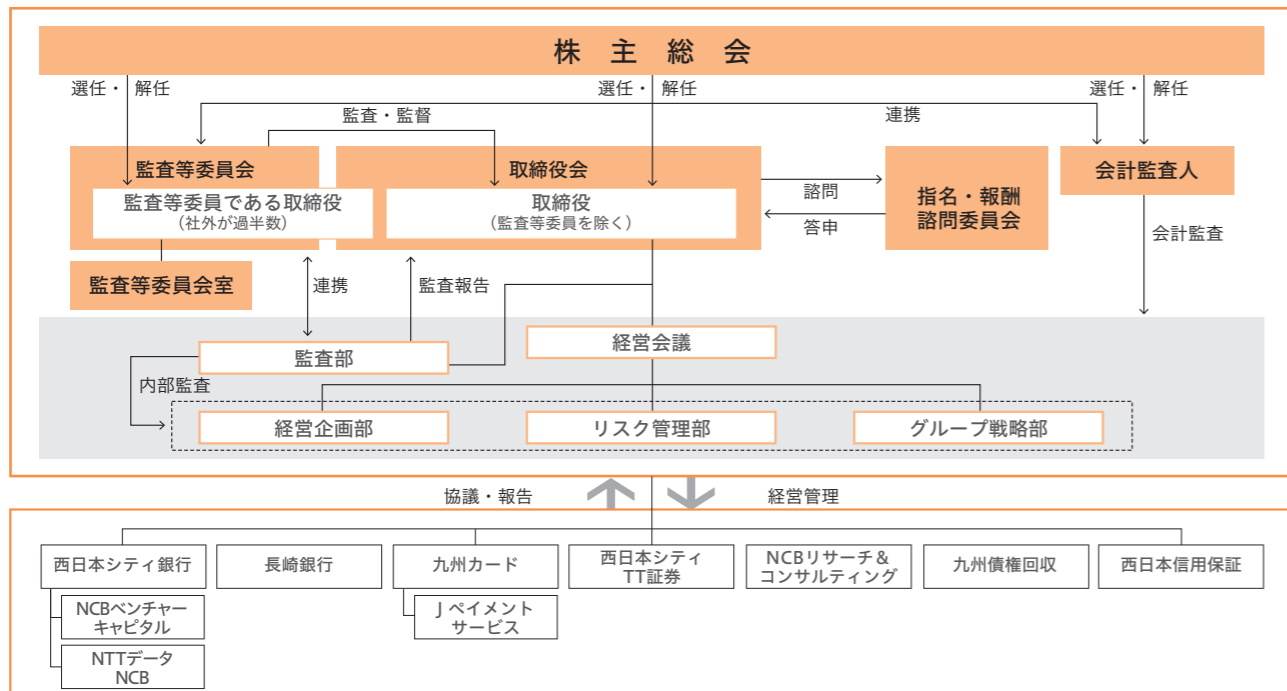 株主総会
選任・解任
選任・解任
選任・解任
監査・監督
連携
監査等委員会
取締役会
会計監査人
監査等委員である取締役
(社外が過半数)
取締役
(監査等委員を除く)
諮問
答申
指名・報酬
諮問委員会
会計監査
監査等委員会室
連携
監査報告
経営会議
監査部
内部監査
経営企画部
リスク管理部
グループ戦略部
協議・報告
経営管理
西日本シティ銀行
長崎銀行
九州カード
西日本シティ
TT証券
NCBリサーチ&
コンサルティング
九州債権回収
西日本信用保証
NCBベンチャー
キャピタル
J ペイメント
サービス
NTTデータ
NCB